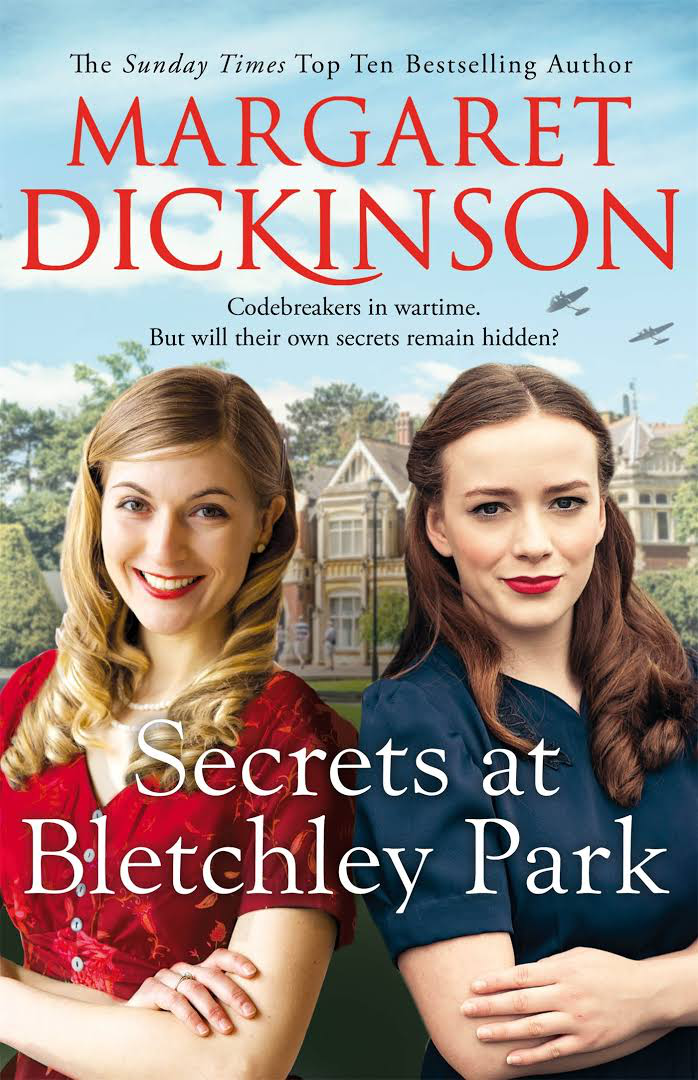 The Sunday Times Top Ten Bestselling Author
MARGARET
DICKINSON
Codebreakers in wartime.
But will their own secrets remain hidden?
Secrets at
Bletchley Park